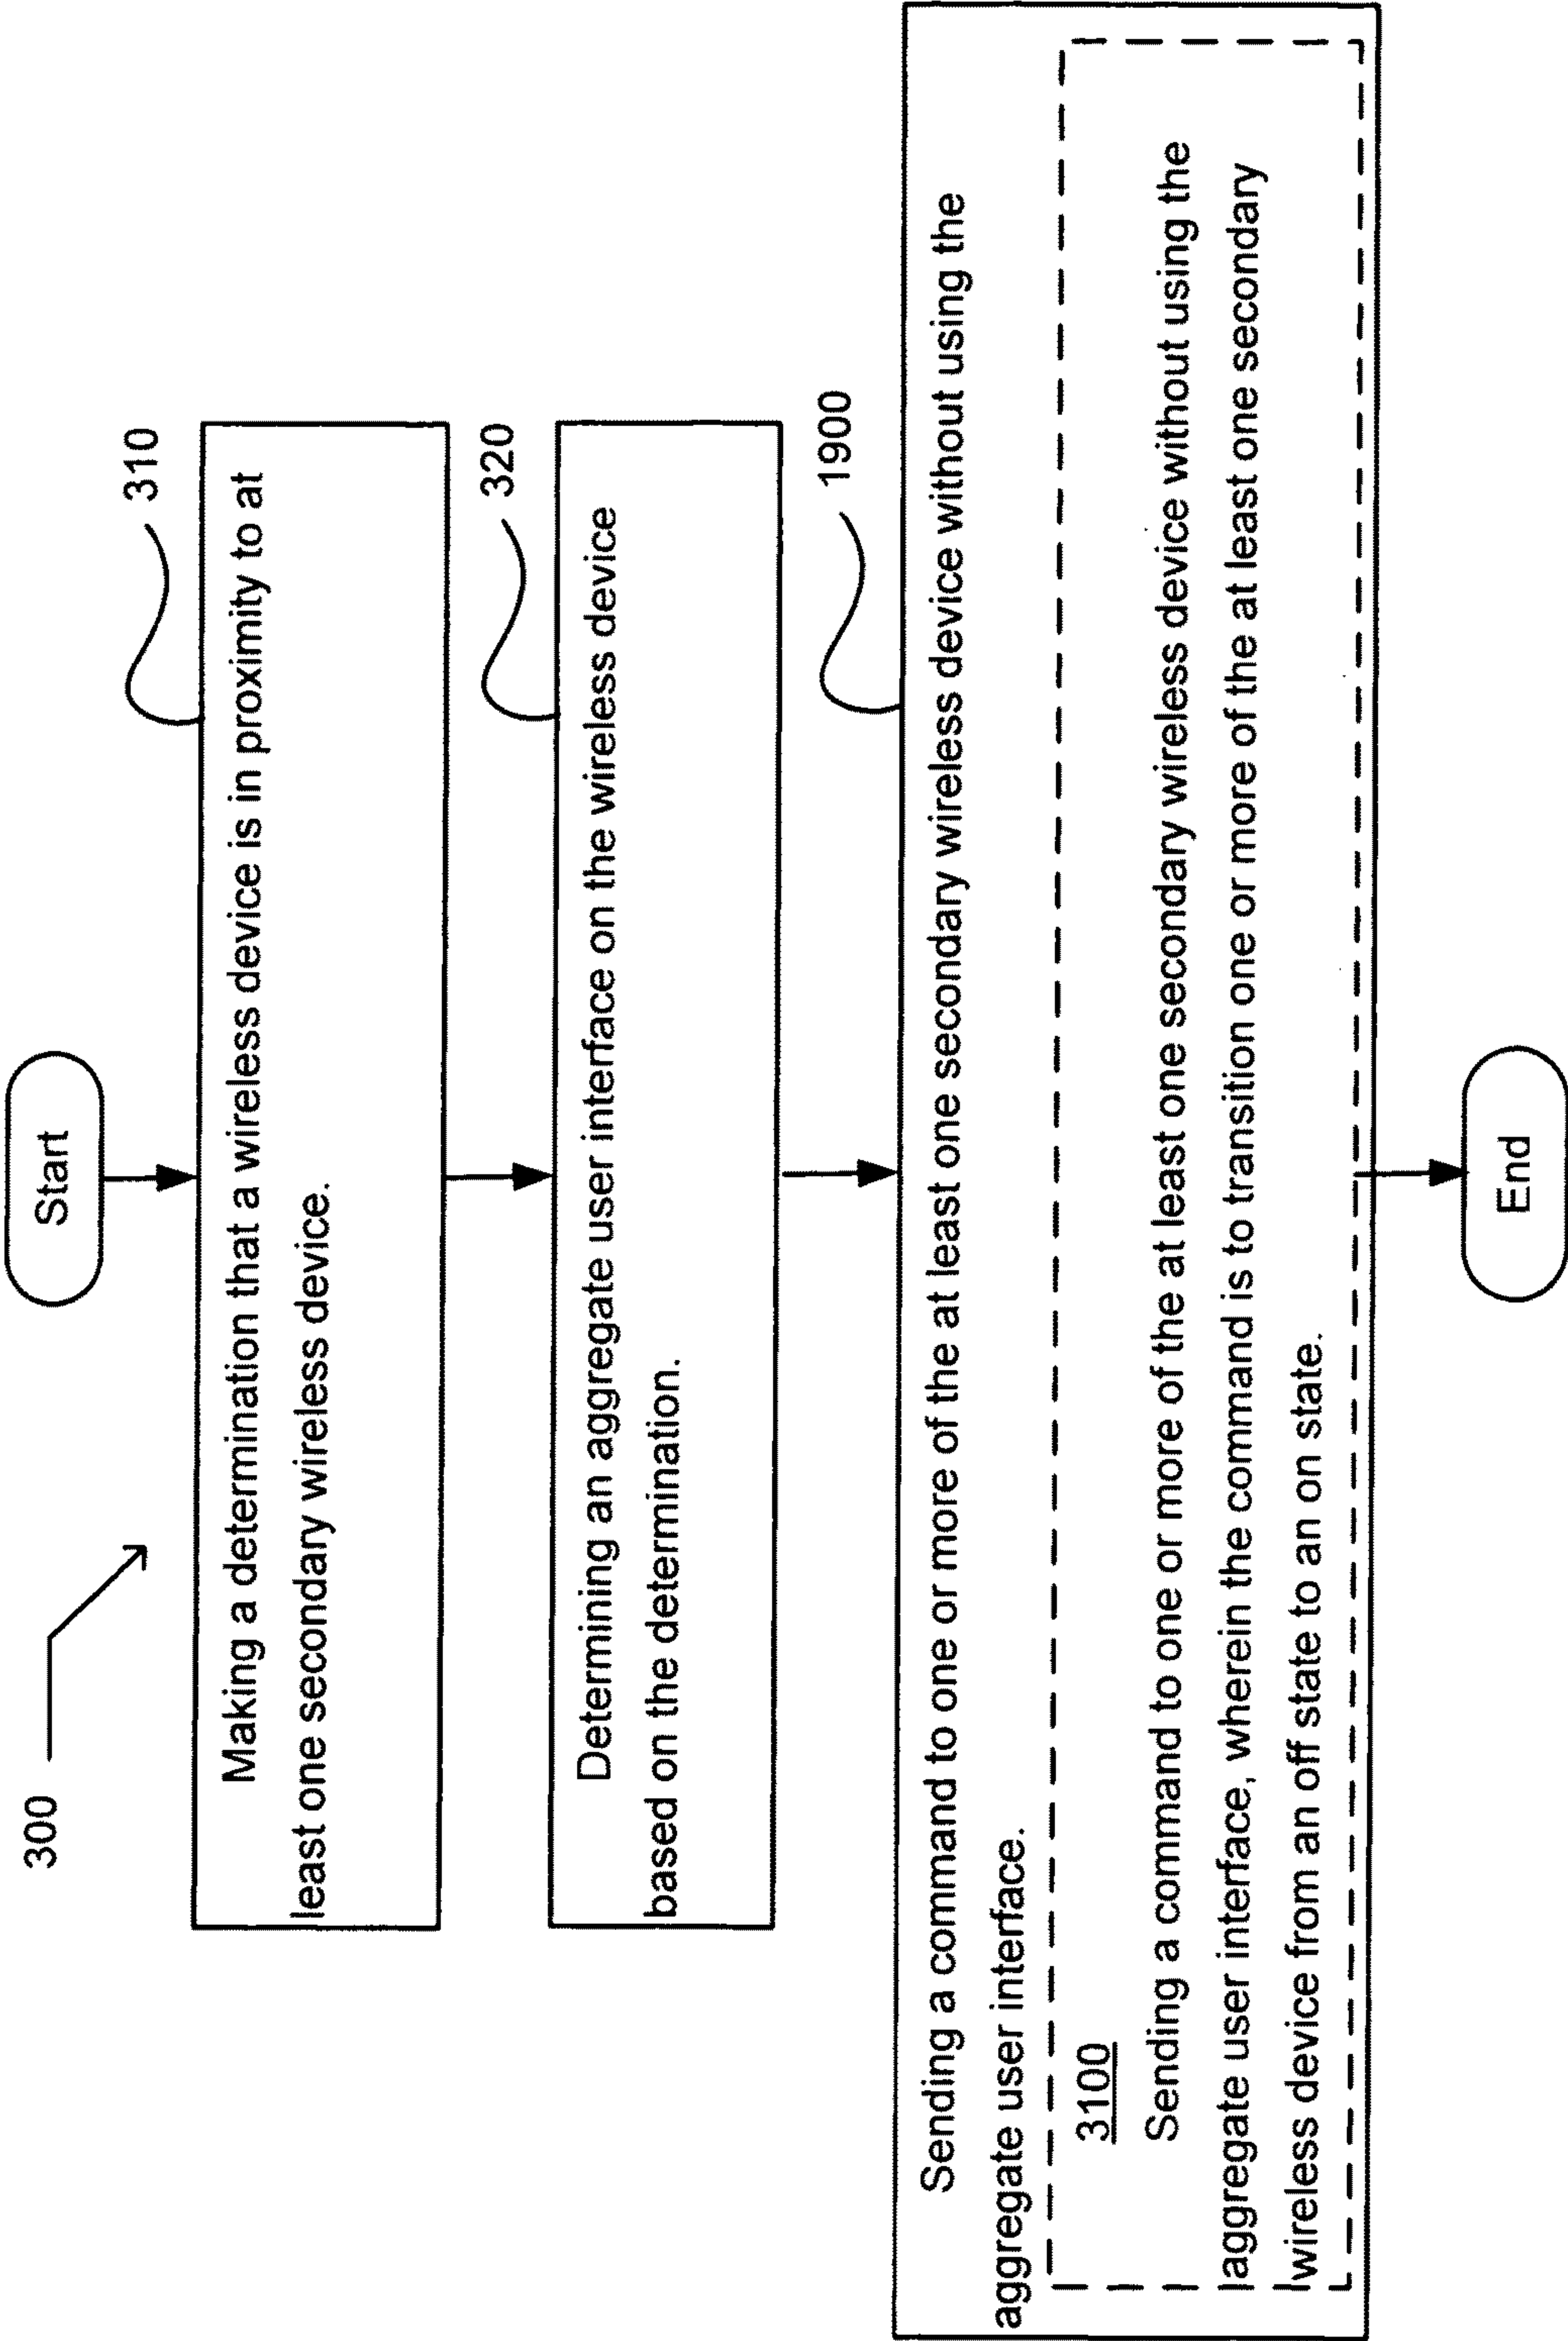 300
Start
310
Making a determination that a wireless device is in proximity to at
least one secondary wireless device.
320
Determining an aggregate user interface on the wireless device
based on the determination.
1900
Sending a command to one or more of the at least one secondary wireless device without using the
aggregate user interface.
3100
Sending a command to one or more of the at least one secondary wireless device without using the
aggregate user interface, wherein the command is to transition one or more of the at least one secondary
wireless device from an off state to an on state.
End